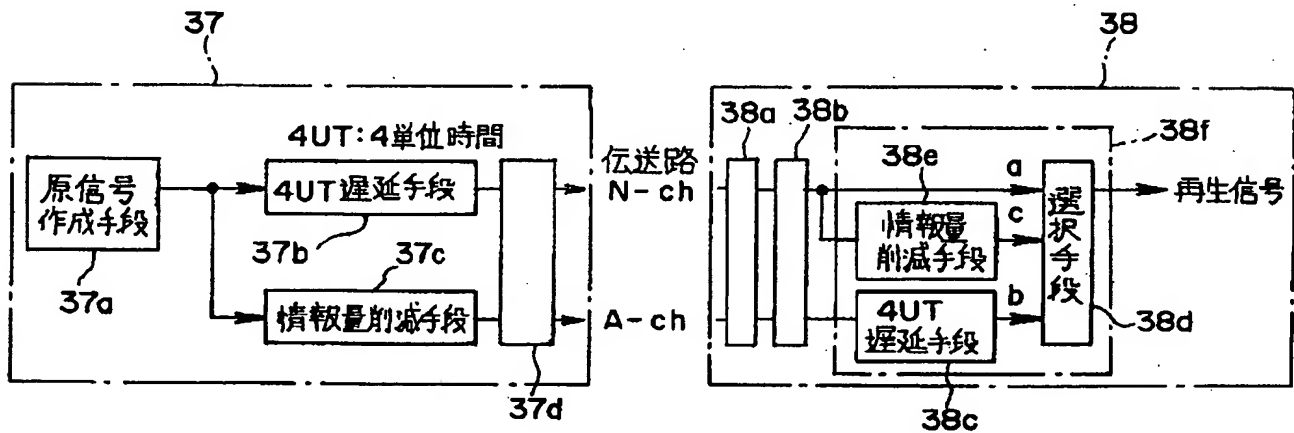 37
4UT:4単位時間
原信号
作成手段
37a
4UT遅延手段
37b
37c
情報量削減手段
37d
伝送路
N-ch
A-ch
38
38a
38b
38f
38e
a
情報量
削減手段
c
4UT
遅延手段
b
38c
選択手段
38d
再生信号